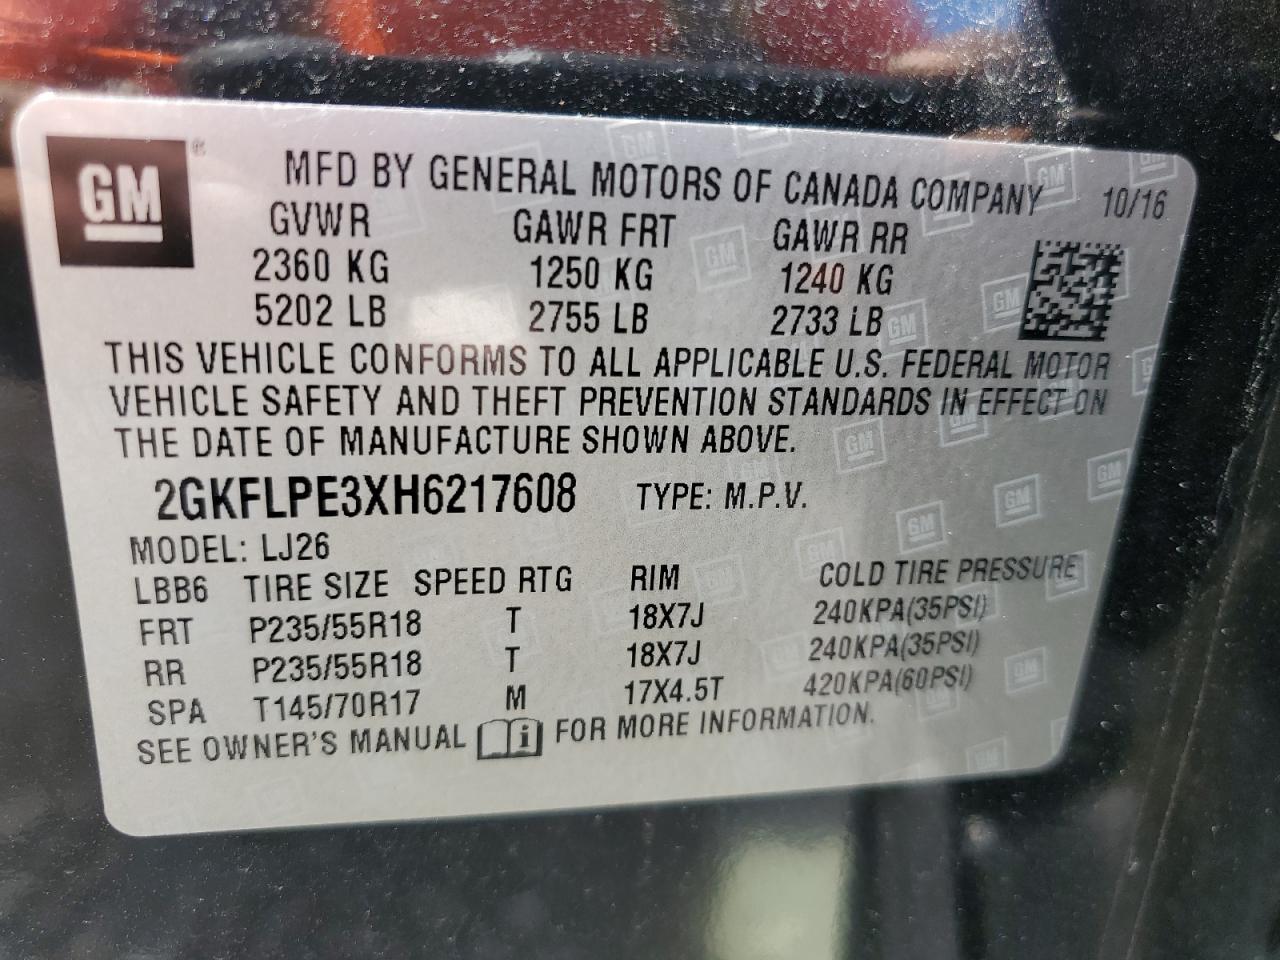 GM ®
MFD BY GENERAL MOTORS OF CANADA COMPANY 10/16
GVWR GAWR FRT GAWR RR
2360 KG 1250 KG 1240 KG
5202 LB 2755 LB 2733 LB
THIS VEHICLE CONFORMS TO ALL APPLICABLE U.S. FEDERAL MOTOR
VEHICLE SAFETY AND THEFT PREVENTION STANDARDS IN EFFECT ON
THE DATE OF MANUFACTURE SHOWN ABOVE.
2GKFLPE3XH6217608 TYPE: M.P.V.
MODEL: LJ26
LBB6 TIRE SIZE SPEED RTG RIM COLD TIRE PRESSURE
FRT P235/55R18 T 18X7J 240KPA(35PSI)
RR P235/55R18 T 18X7J 240KPA(35PSI)
SPA T145/70R17 M 17X4.5T 420KPA(60PSI)
SEE OWNER'S MANUAL i FOR MORE INFORMATION.